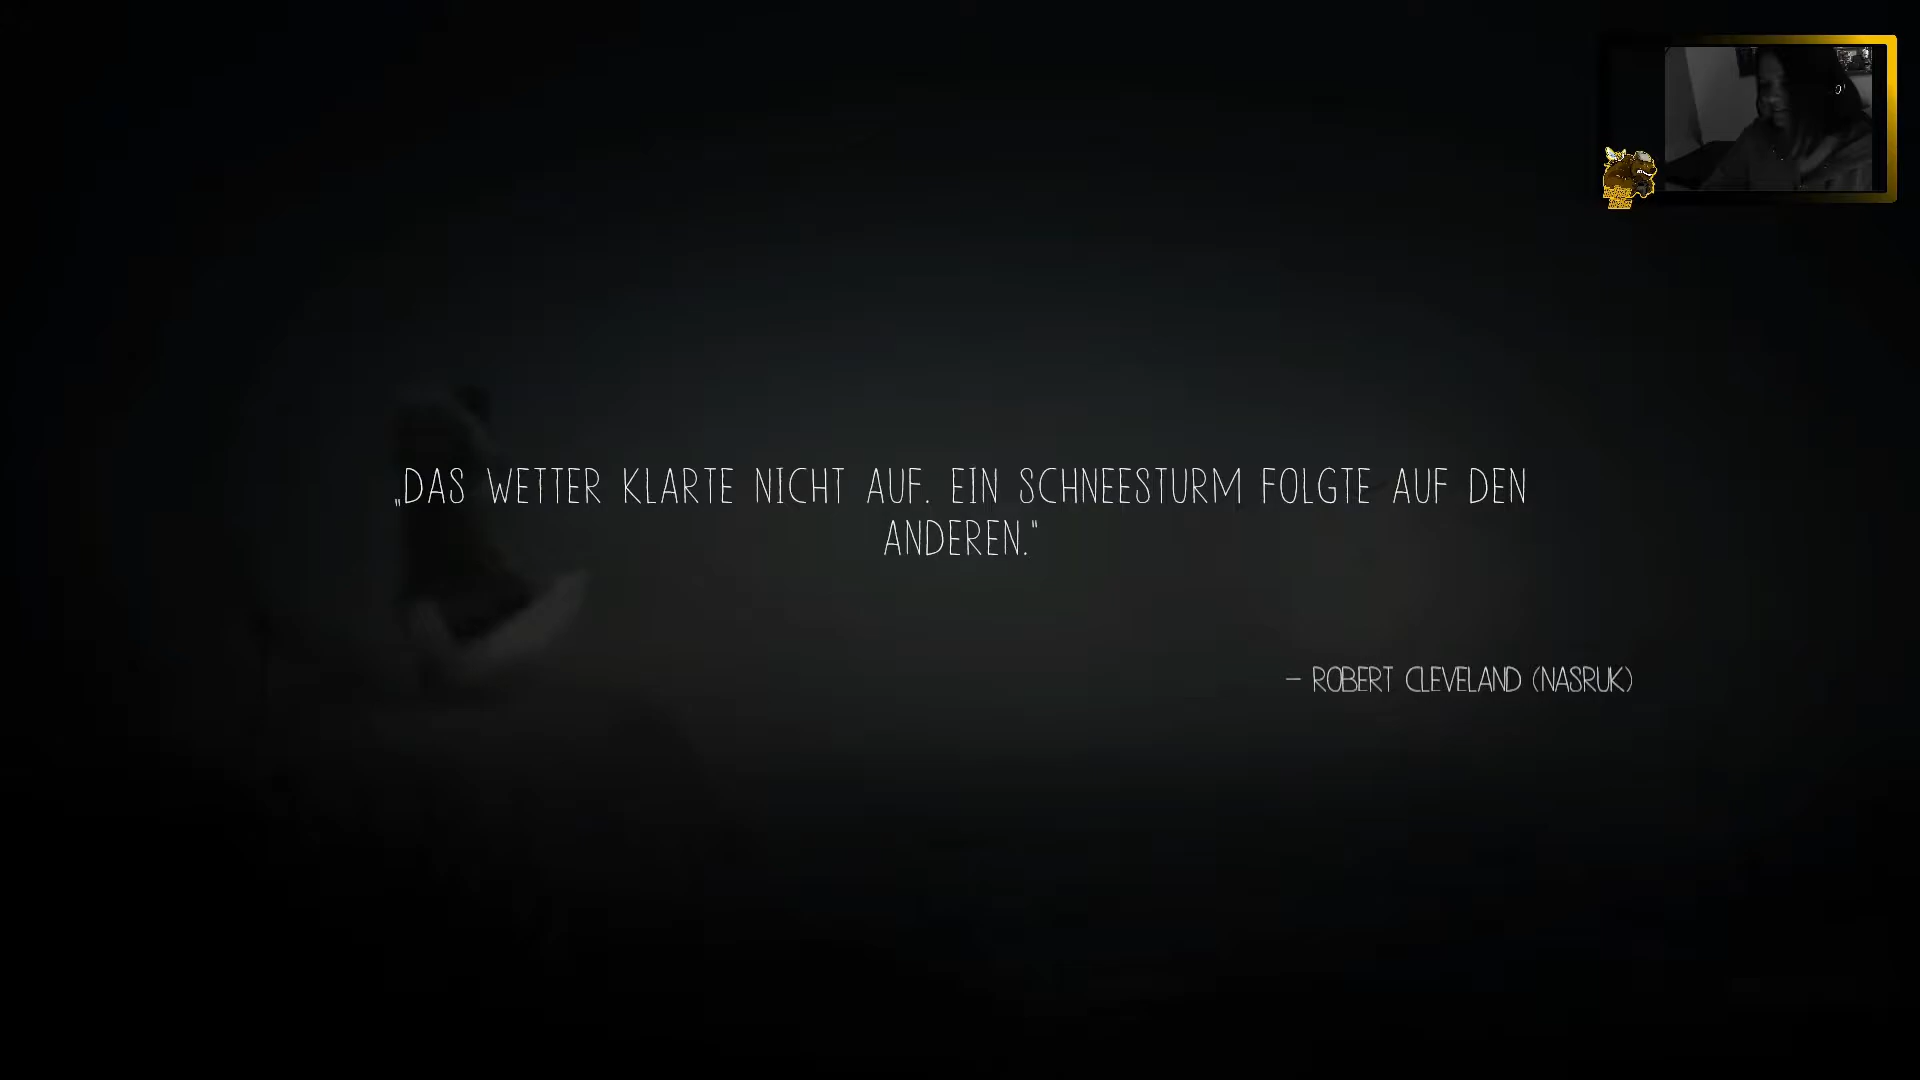 „DAS WETTER KLARTE NICHT AUF. EIN SCHNEESTURM FOLGTE AUF DEN
ANDEREN."
– ROBERT CLEVELAND (NASRUK)